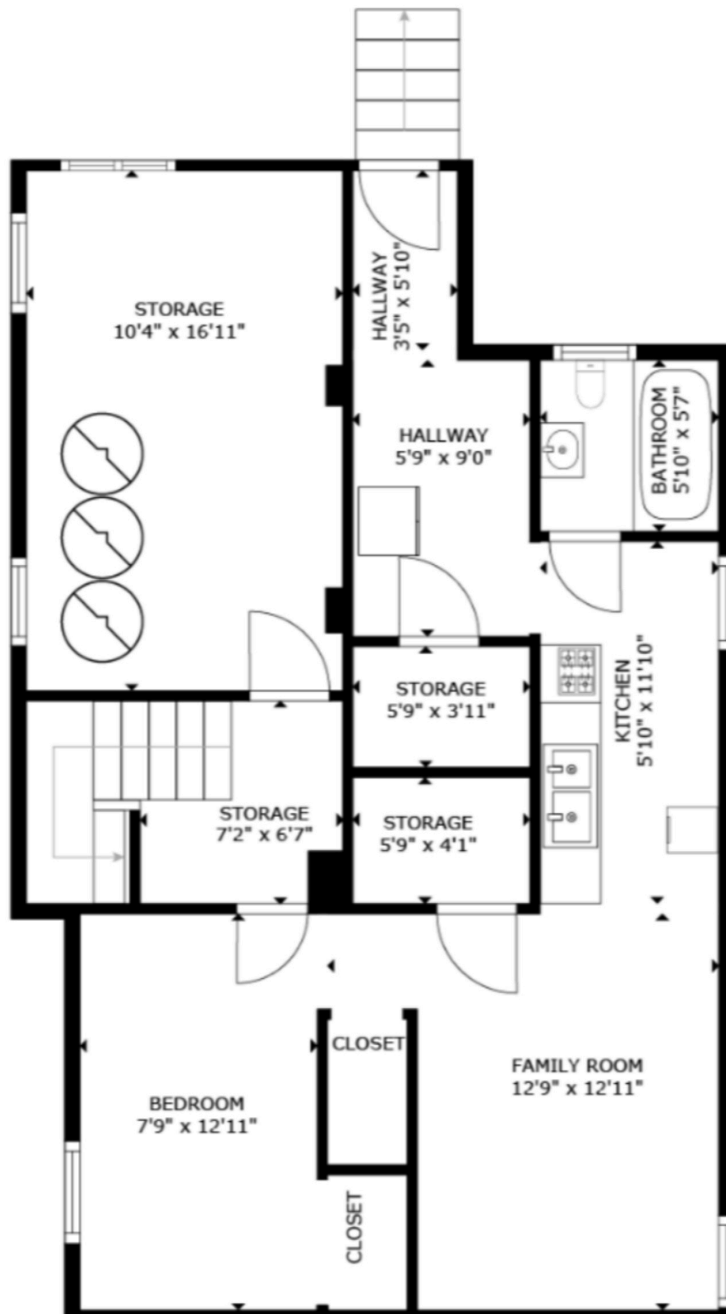 STORAGE
10'4" x 16'11"
HALLWAY
3'5" x 5'10"
HALLWAY
5'9" x 9'0"
BATHROOM
5'10" x 5'7"
STORAGE
5'9" x 3'11"
KITCHEN
5'10" x 11'10"
STORAGE
7'2" x 6'7"
STORAGE
5'9" x 4'1"
CLOSET
FAMILY ROOM
12'9" x 12'11"
BEDROOM
7'9" x 12'11"
CLOSET